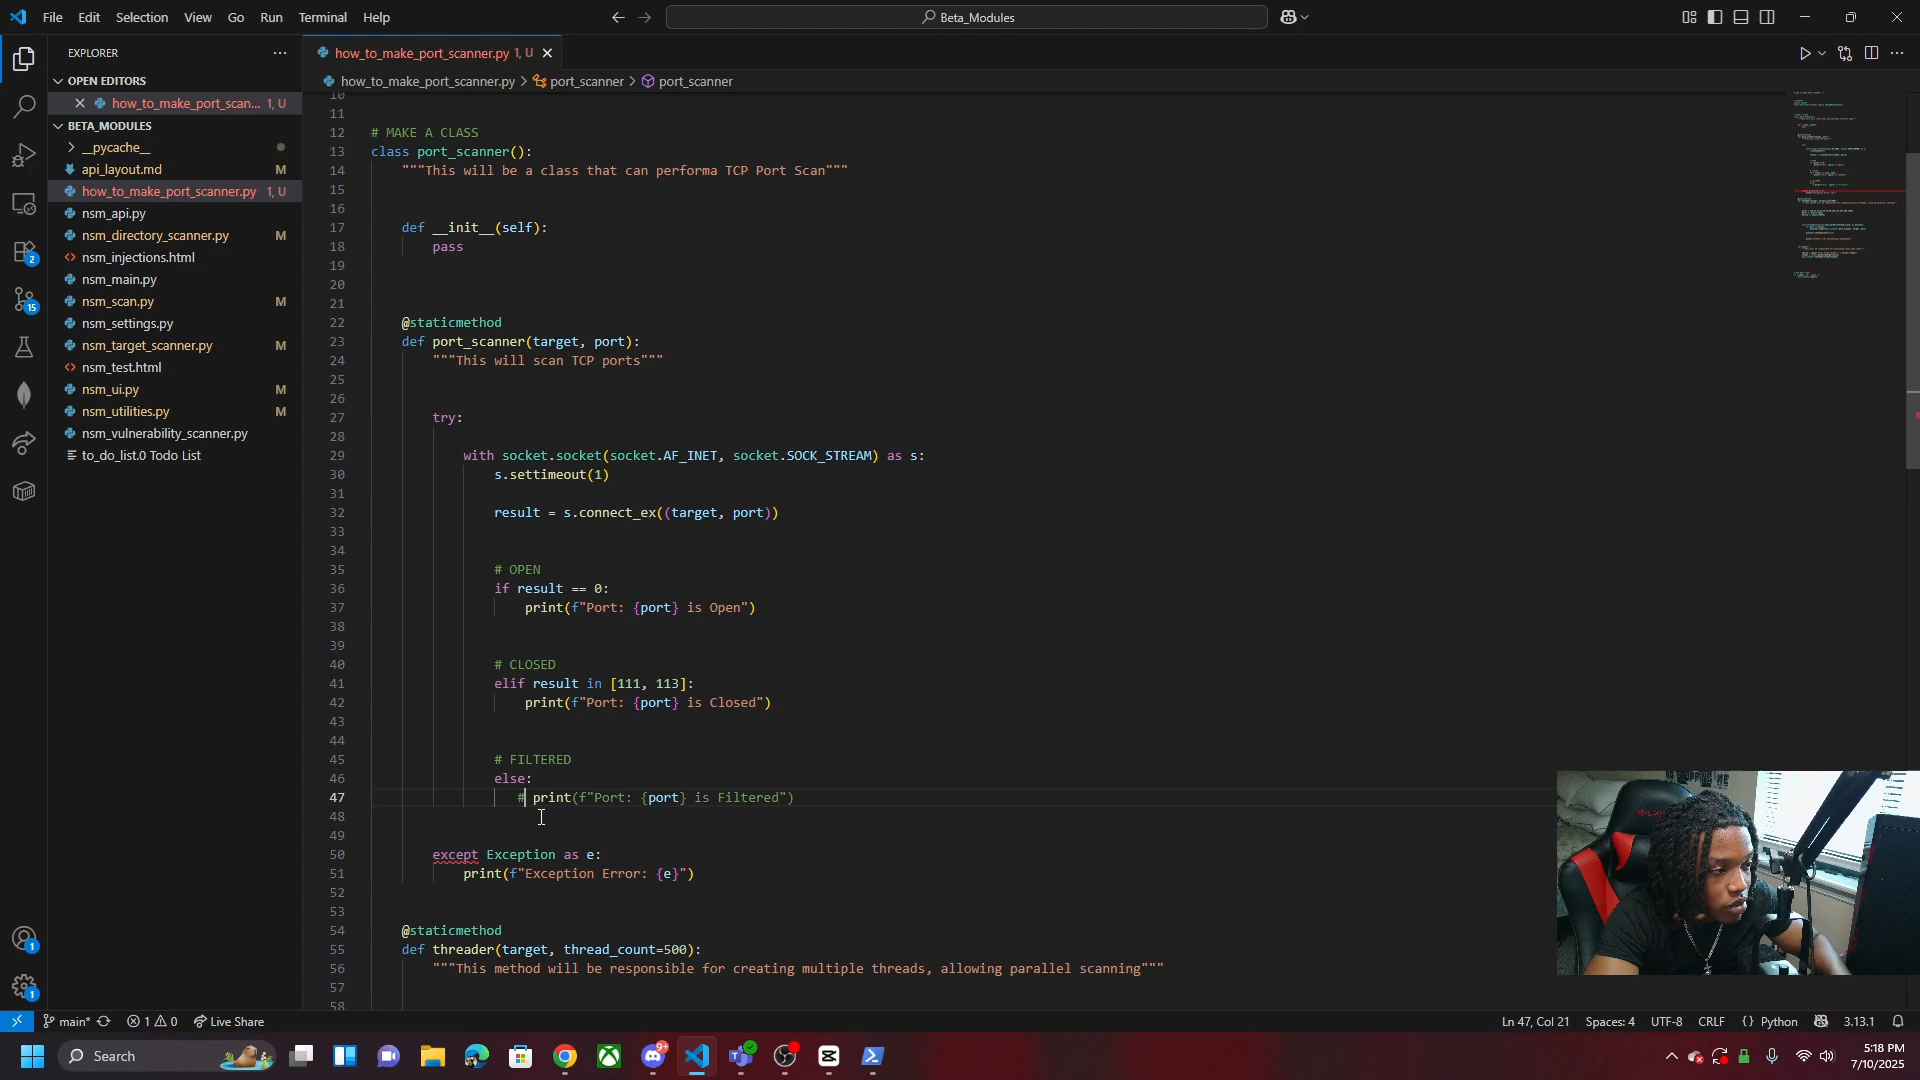 File Edit Selection View Go Run Terminal Help
Beta_Modules
EXPLORER
OPEN EDITORS
how_to_make_port_scan... 1, U
BETA_MODULES
__pycache__
api_layout.md M
how_to_make_port_scanner.py 1, U
nsm_api.py
nsm_directory_scanner.py M
nsm_injections.html
nsm_main.py
nsm_scan.py M
nsm_settings.py
nsm_target_scanner.py M
nsm_test.html
nsm_ui.py M
nsm_utilities.py M
nsm_vulnerability_scanner.py
to_do_list.0 Todo List
2
15
1
1
how_to_make_port_scanner.py 1, U
how_to_make_port_scanner.py > port_scanner > port_scanner
10
11
12 # MAKE A CLASS
13 class port_scanner():
14 """This will be a class that can performa TCP Port Scan"""
15
16
17 def __init__(self):
18 pass
19
20
21
22 @staticmethod
23 def port_scanner(target, port):
24 """This will scan TCP ports"""
25
26
27 try:
28
29 with socket.socket(socket.AF_INET, socket.SOCK_STREAM) as s:
30 s.settimeout(1)
31
32 result = s.connect_ex((target, port))
33
34
35 # OPEN
36 if result == 0:
37 print(f"Port: {port} is Open")
38
39
40 # CLOSED
41 elif result in [111, 113]:
42 print(f"Port: {port} is Closed")
43
44
45 # FILTERED
46 else:
47 # print(f"Port: {port} is Filtered")
48
49
50 except Exception as e:
51 print(f"Exception Error: {e}")
52
53
54 @staticmethod
55 def threader(target, thread_count=500):
56 """This method will be responsible for creating multiple threads, allowing parallel scanning"""
57
58
main* 1 0 Live Share
Ln 47, Col 21 Spaces: 4 UTF-8 CRLF {} Python 3.13.1
Search
9+
5:18 PM
7/10/2025